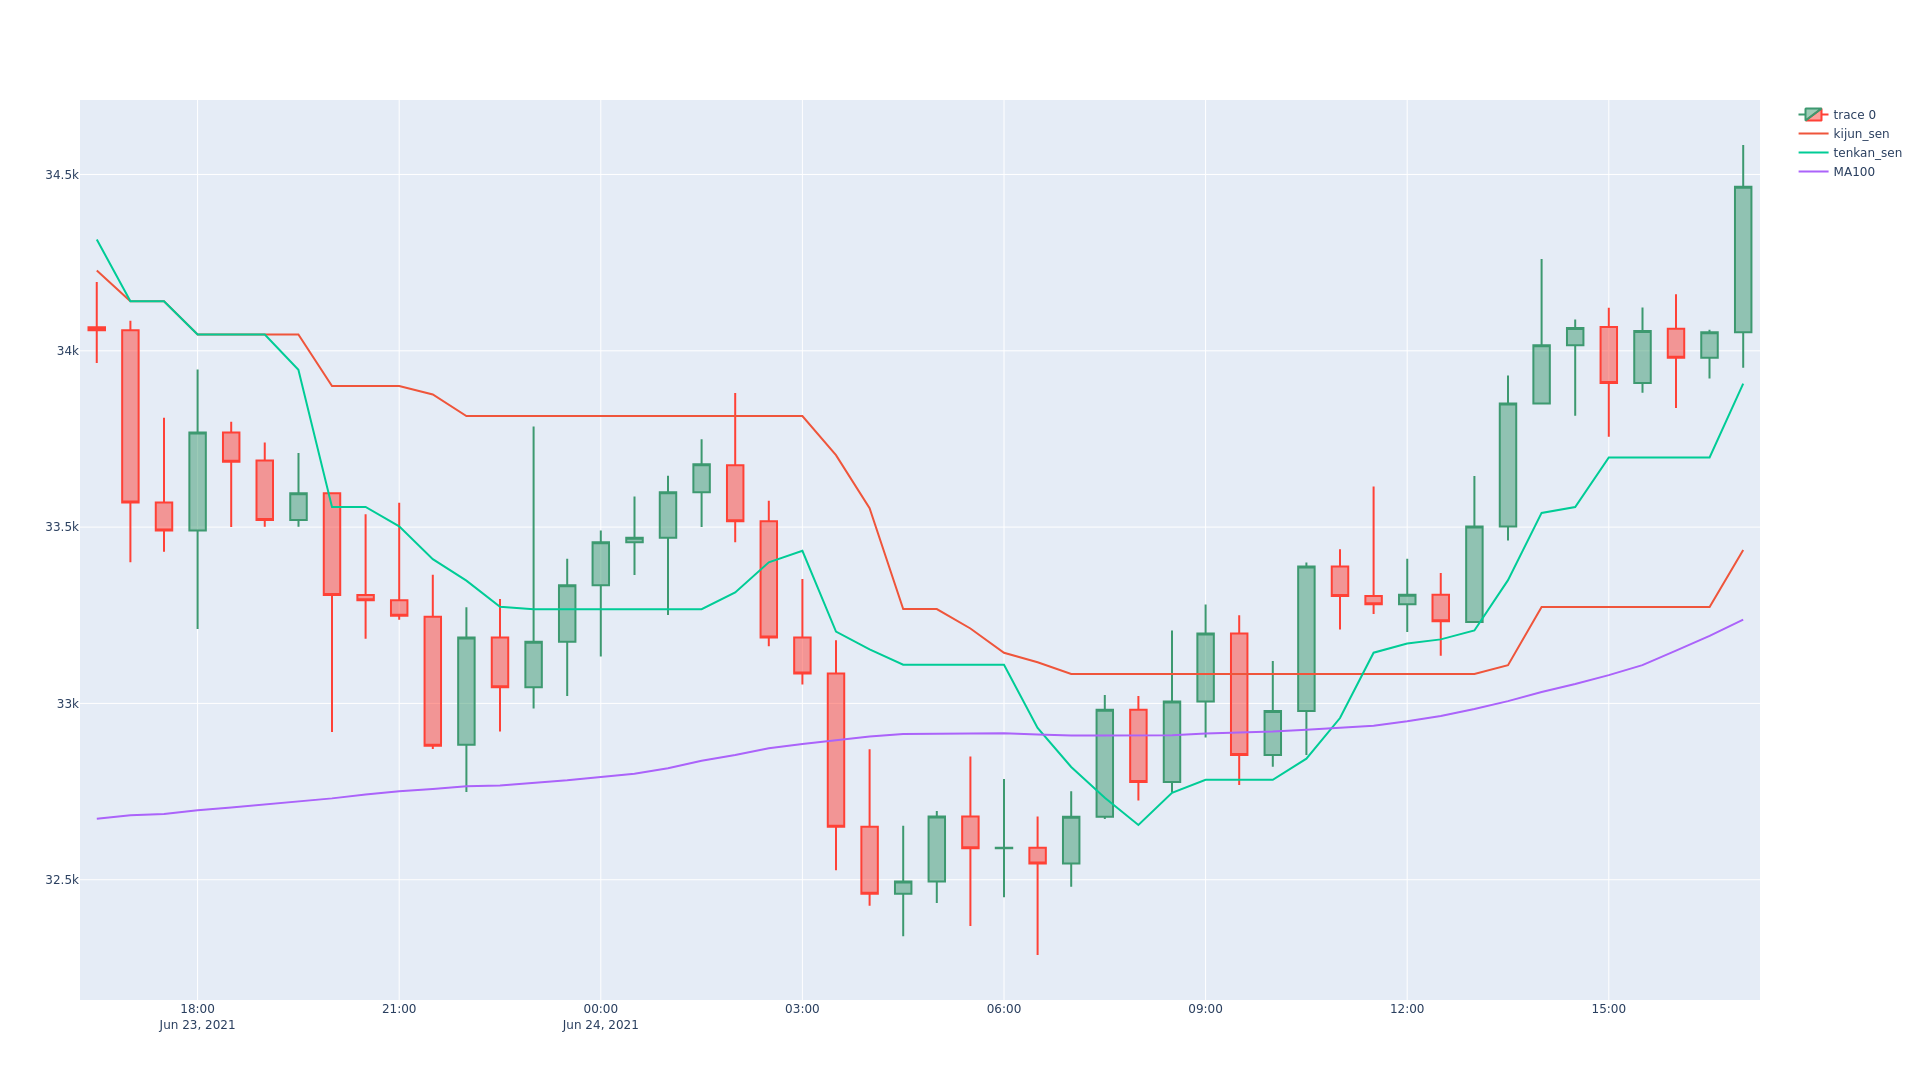 trace 0
kijun_sen
tenkan_sen
MA100
34.5k
34k
33.5k
33k
32.5k
18:00 21:00 00:00 03:00 06:00 09:00 12:00 15:00
Jun 23, 2021 Jun 24, 2021